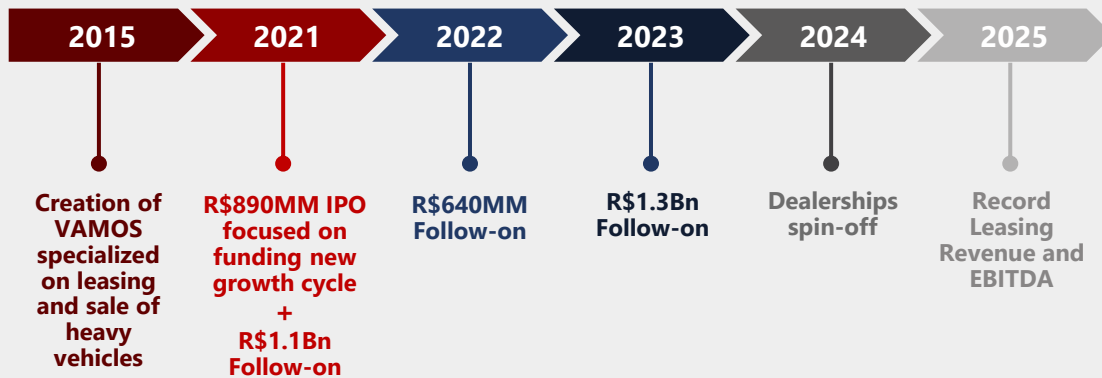 2015
2021
2022
2023
2024
2025
Creation of
VAMOS
specialized
on leasing
and sale of
heavy
vehicles
R$890MM IPO
focused on
funding new
growth cycle
+
R$1.1Bn
Follow-on
R$640MM
Follow-on
R$1.3Bn
Follow-on
Dealerships
spin-off
Record
Leasing
Revenue and
EBITDA